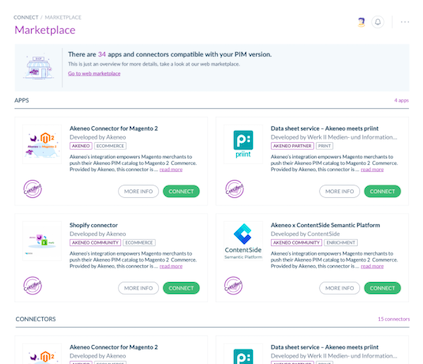 CONNECT / MARKETPLACE
Marketplace
There are 34 apps and connectors compatible with your PIM version.
This is just an overview for more details, take a look at our web marketplace.
Go to web marketplace
APPS
4 apps
Akeneo Connector for Magento 2
Developed by Akeneo
AKENEO ECOMMERCE
Akeneo's integration empowers Magento merchants to
push their Akeneo PIM catalog to Magento 2 Commerce.
Provided by Akeneo; this connector is ... read more
MORE INFO CONNECT
print
Data sheet service – Akeneo meets priint
Developed by Werk II Medien- und Information...
AKENEO PARTNER PRINT
Akeneo's integration empowers Magento merchants to
push their Akeneo PIM catalog to Magento 2 Commerce.
Provided by Akeneo; this connector is ... read more
MORE INFO CONNECT
Shopify connector
Developed by Akeneo
AKENEO COMMUNITY ECOMMERCE
Akeneo's integration empowers Magento merchants to
push their Akeneo PIM catalog to Magento 2 Commerce.
Provided by Akeneo; this connector is ... read more
MORE INFO CONNECT
ContentSide
Semantic Platform
Akeneo x ContentSide Semantic Platform
Developed by ContentSide
AKENEO COMMUNITY ENRICHMENT
Akeneo's integration empowers Magento merchants to
push their Akeneo PIM catalog to Magento 2 Commerce.
Provided by Akeneo; this connector is ... read more
MORE INFO CONNECT
CONNECTORS
15 connectors
Akeneo Connector for Magento 2
Developed by Akeneo
Data sheet service – Akeneo meets priint
Developed by Werk II Medien- und Information...